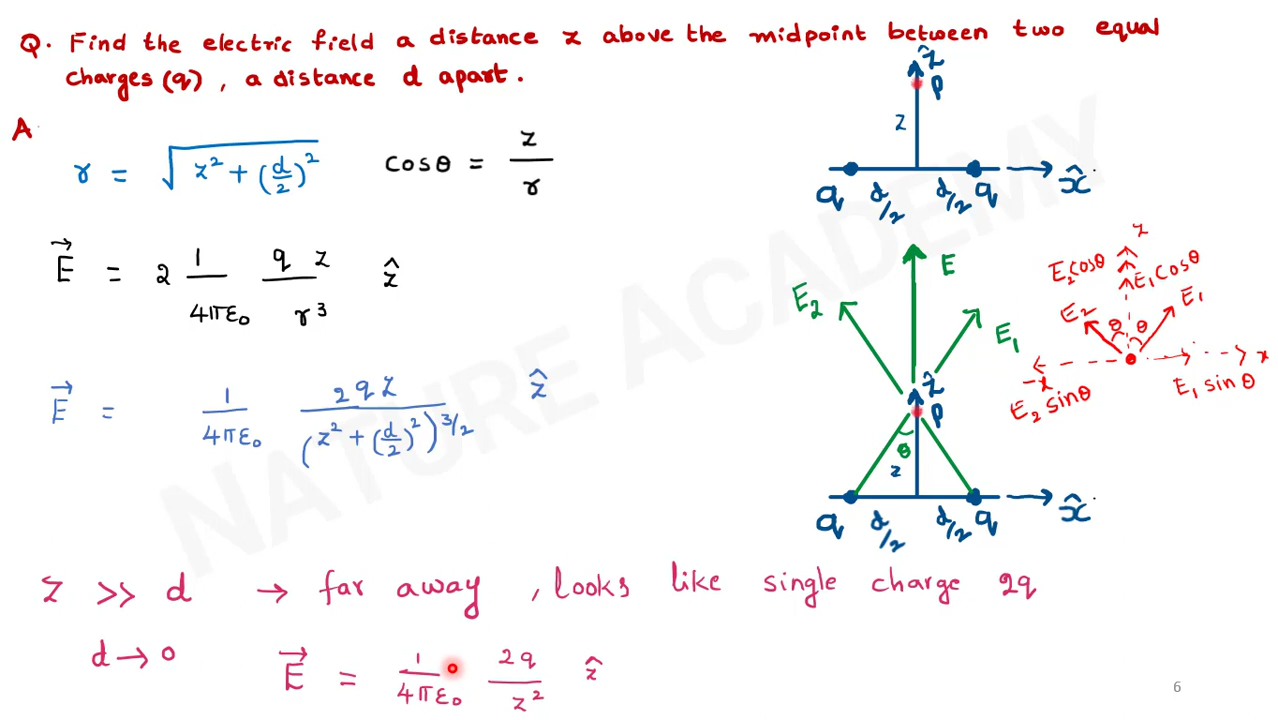 Q. Find the electric field a distance z above the midpoint between two equal
charges (q), a distance d apart.
A.
r = √(z² + (d/2)²)
cosθ = z/r
E⃗ = 2 1/4πε₀ q z/r³ ẑ
E⃗ = 1/4πε₀ 2qz/(z² + (d/2)²)^3/2 ẑ
z >> d → far away, looks like single charge 2q
d → 0
E⃗ = 1/4πε₀ 2q/z² ẑ
ẑ
P
z
q d/2 d/2 q x̂
E
E₂ E₁
ẑ
P
θ
z
q d/2 d/2 q x̂
z
E₂cosθ E₁cosθ
E₂ E₁
θ θ
-x x
E₂ sinθ E₁ sinθ
NATURE ACADEMY
6